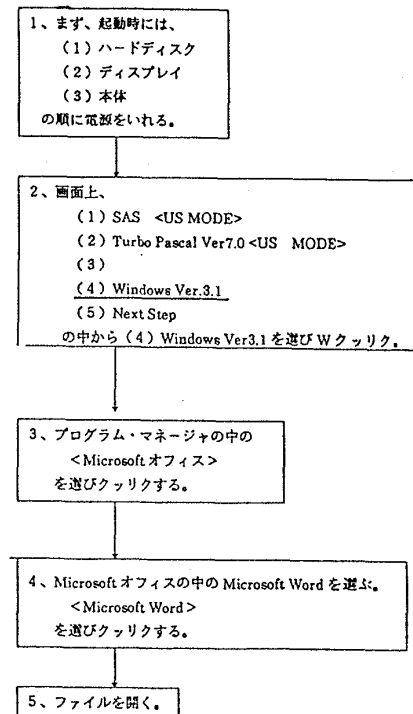 1、まず、起動時には、
(1)ハードディスク
(2)ディスプレイ
(3)本体
の順に電源をいれる。
2、画面上、
(1) SAS <US MODE>
(2) Turbo Pascal Ver7.0 <US MODE>
(3)
(4) Windows Ver.3.1
(5) Next Step
の中から(4) Windows Ver3.1 を選び W クッリク。
3、プログラム・マネージャの中の
<Microsoft オフィス>
を選びクッリクする。
4、Microsoft オフィスの中の Microsoft Word を選ぶ。
<Microsoft Word>
を選びクッリクする。
5、ファイルを開く。